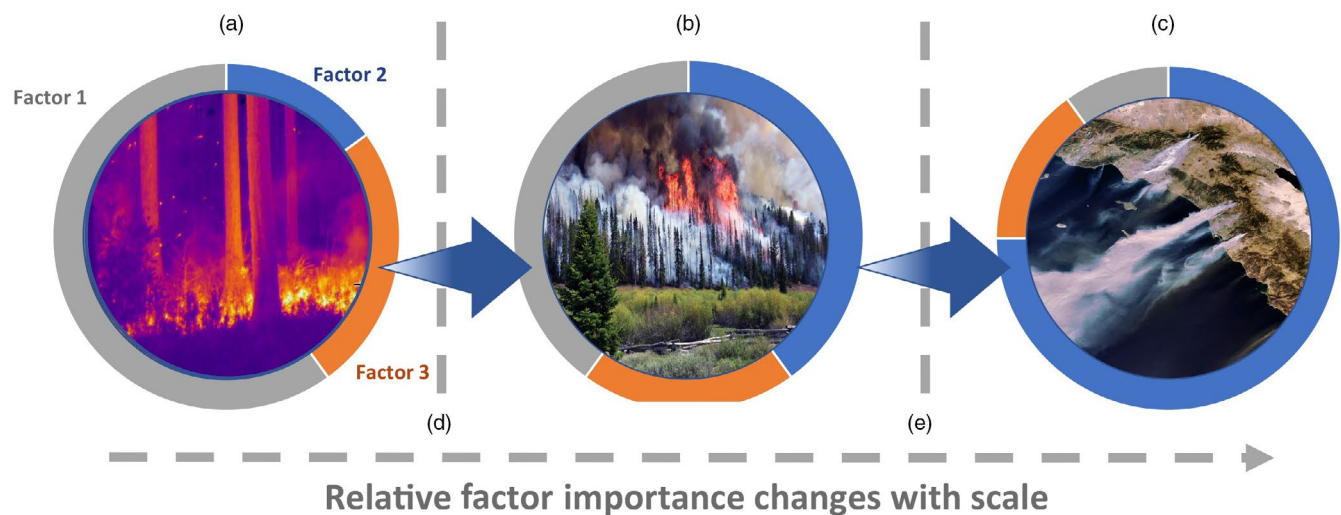 (a)
(b)
(c)
Factor 1
Factor 2
Factor 3
(d)
(e)
Relative factor importance changes with scale